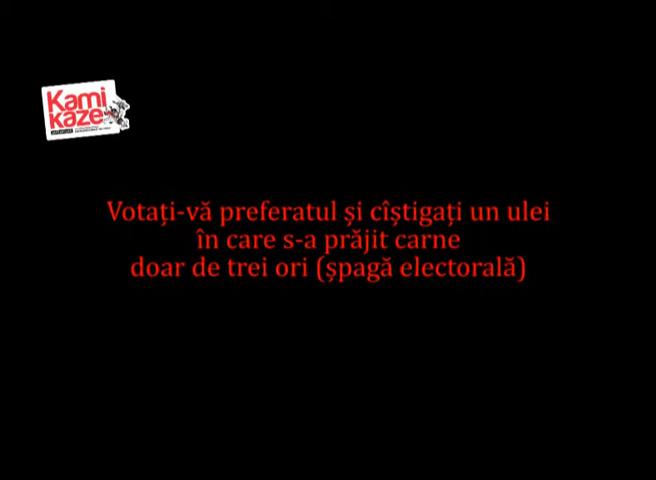 Kami
kaze
Votați-vă preferatul și cîștigați un ulei
în care s-a prăjit carne
doar de trei ori (șpagă electorală)